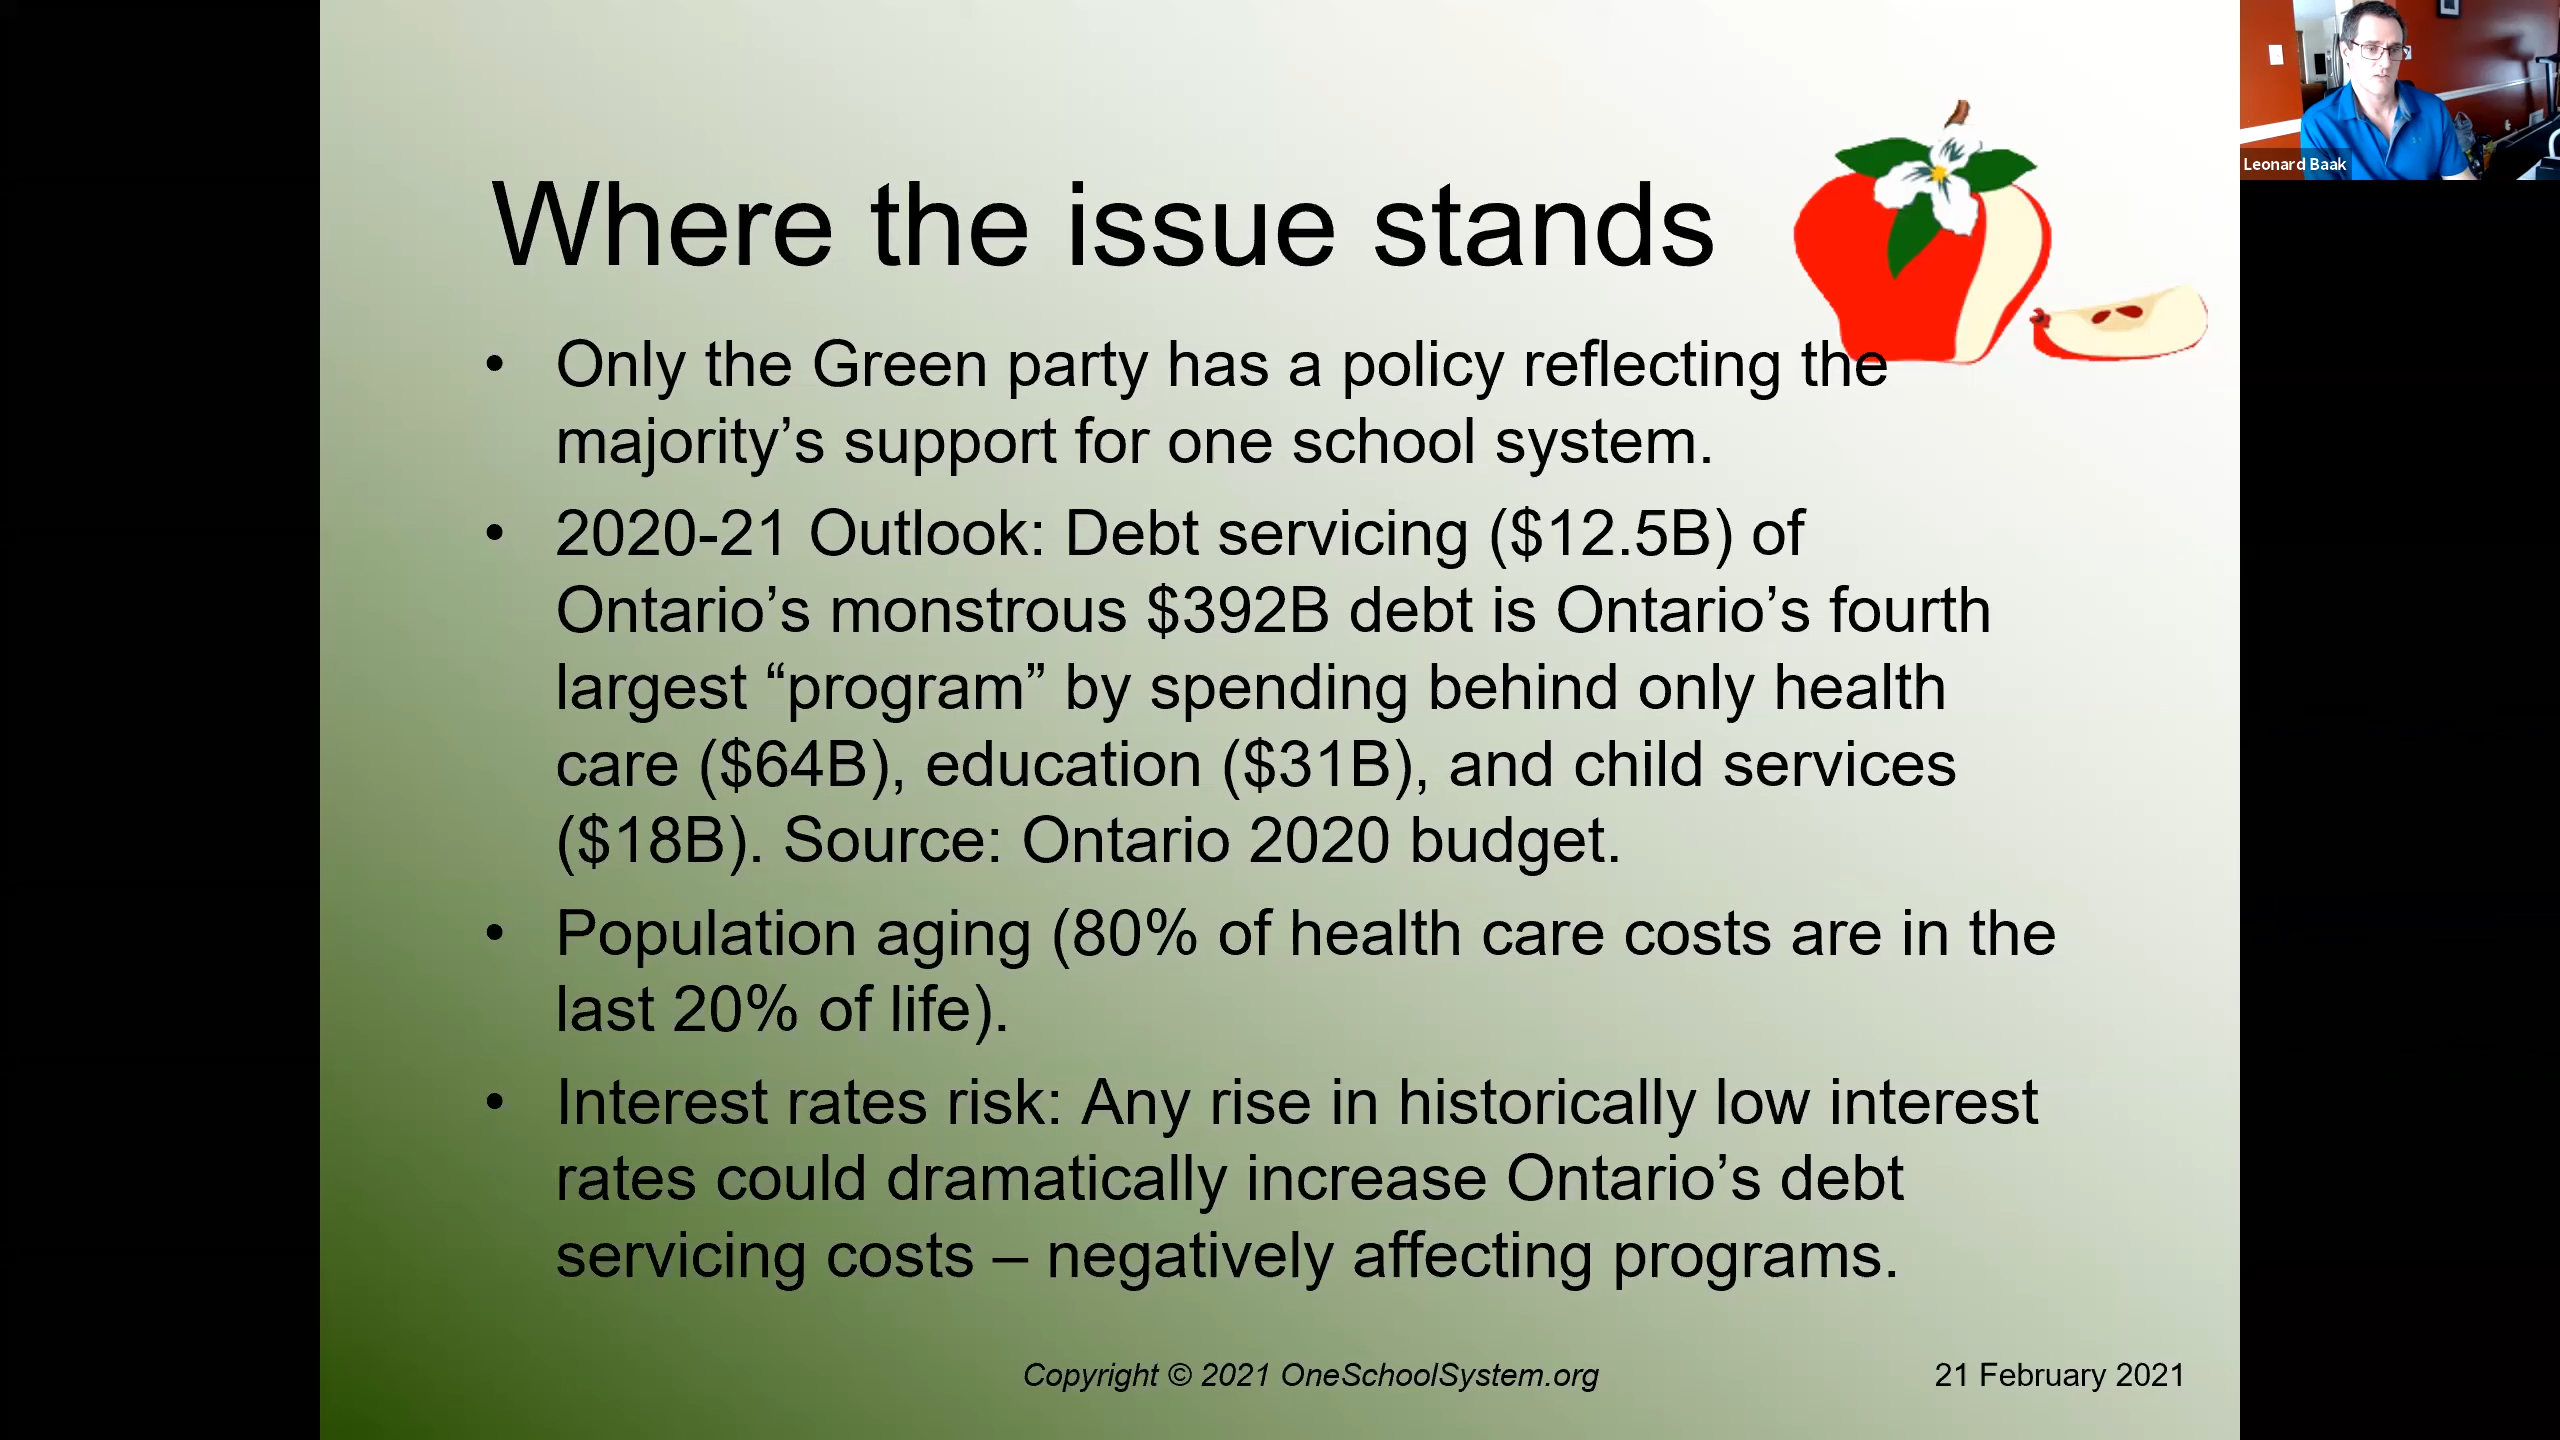 Where the issue stands
• Only the Green party has a policy reflecting the
majority’s support for one school system.
• 2020-21 Outlook: Debt servicing ($12.5B) of
Ontario’s monstrous $392B debt is Ontario’s fourth
largest “program” by spending behind only health
care ($64B), education ($31B), and child services
($18B). Source: Ontario 2020 budget.
• Population aging (80% of health care costs are in the
last 20% of life).
• Interest rates risk: Any rise in historically low interest
rates could dramatically increase Ontario’s debt
servicing costs – negatively affecting programs.
Copyright © 2021 OneSchoolSystem.org
21 February 2021
Leonard Baak